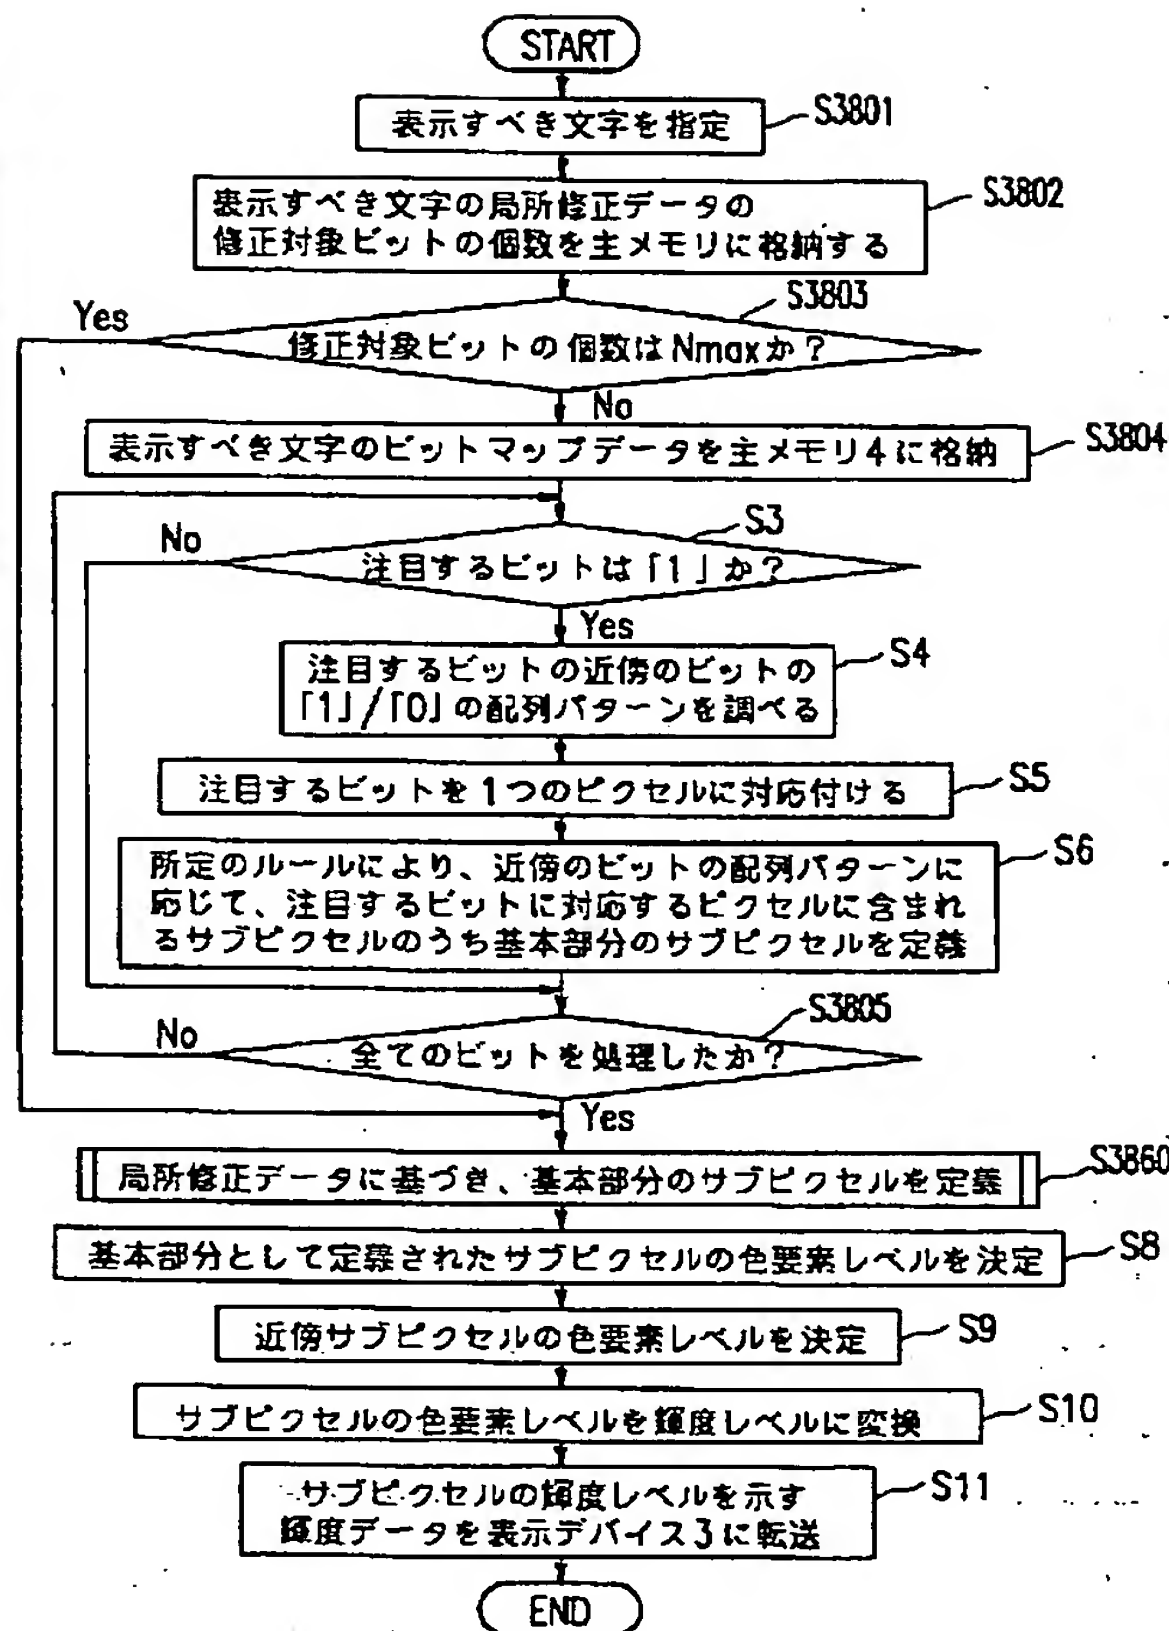 START
表示すべき文字を指定
S3801
表示すべき文字の局所修正データの
修正対象ビットの個数を主メモリに格納する
S3802
修正対象ビットの個数はNmaxか?
S3803
Yes
No
表示すべき文字のビットマップデータを主メモリ4に格納
S3804
注目するビットは「1」か?
S3
No
Yes
注目するビットの近傍のビットの
「1」/「0」の配列パターンを調べる
S4
注目するビットを1つのピクセルに対応付ける
S5
所定のルールにより、近傍のビットの配列パターンに
応じて、注目するビットに対応するピクセルに含まれ
るサブピクセルのうち基本部分のサブピクセルを定義
S6
全てのビットを処理したか?
S3805
No
Yes
局所修正データに基づき、基本部分のサブピクセルを定義
S3860
基本部分として定義されたサブピクセルの色要素レベルを決定
S8
近傍サブピクセルの色要素レベルを決定
S9
サブピクセルの色要素レベルを輝度レベルに変換
S10
サブピクセルの輝度レベルを示す
輝度データを表示デバイス3に転送
S11
END